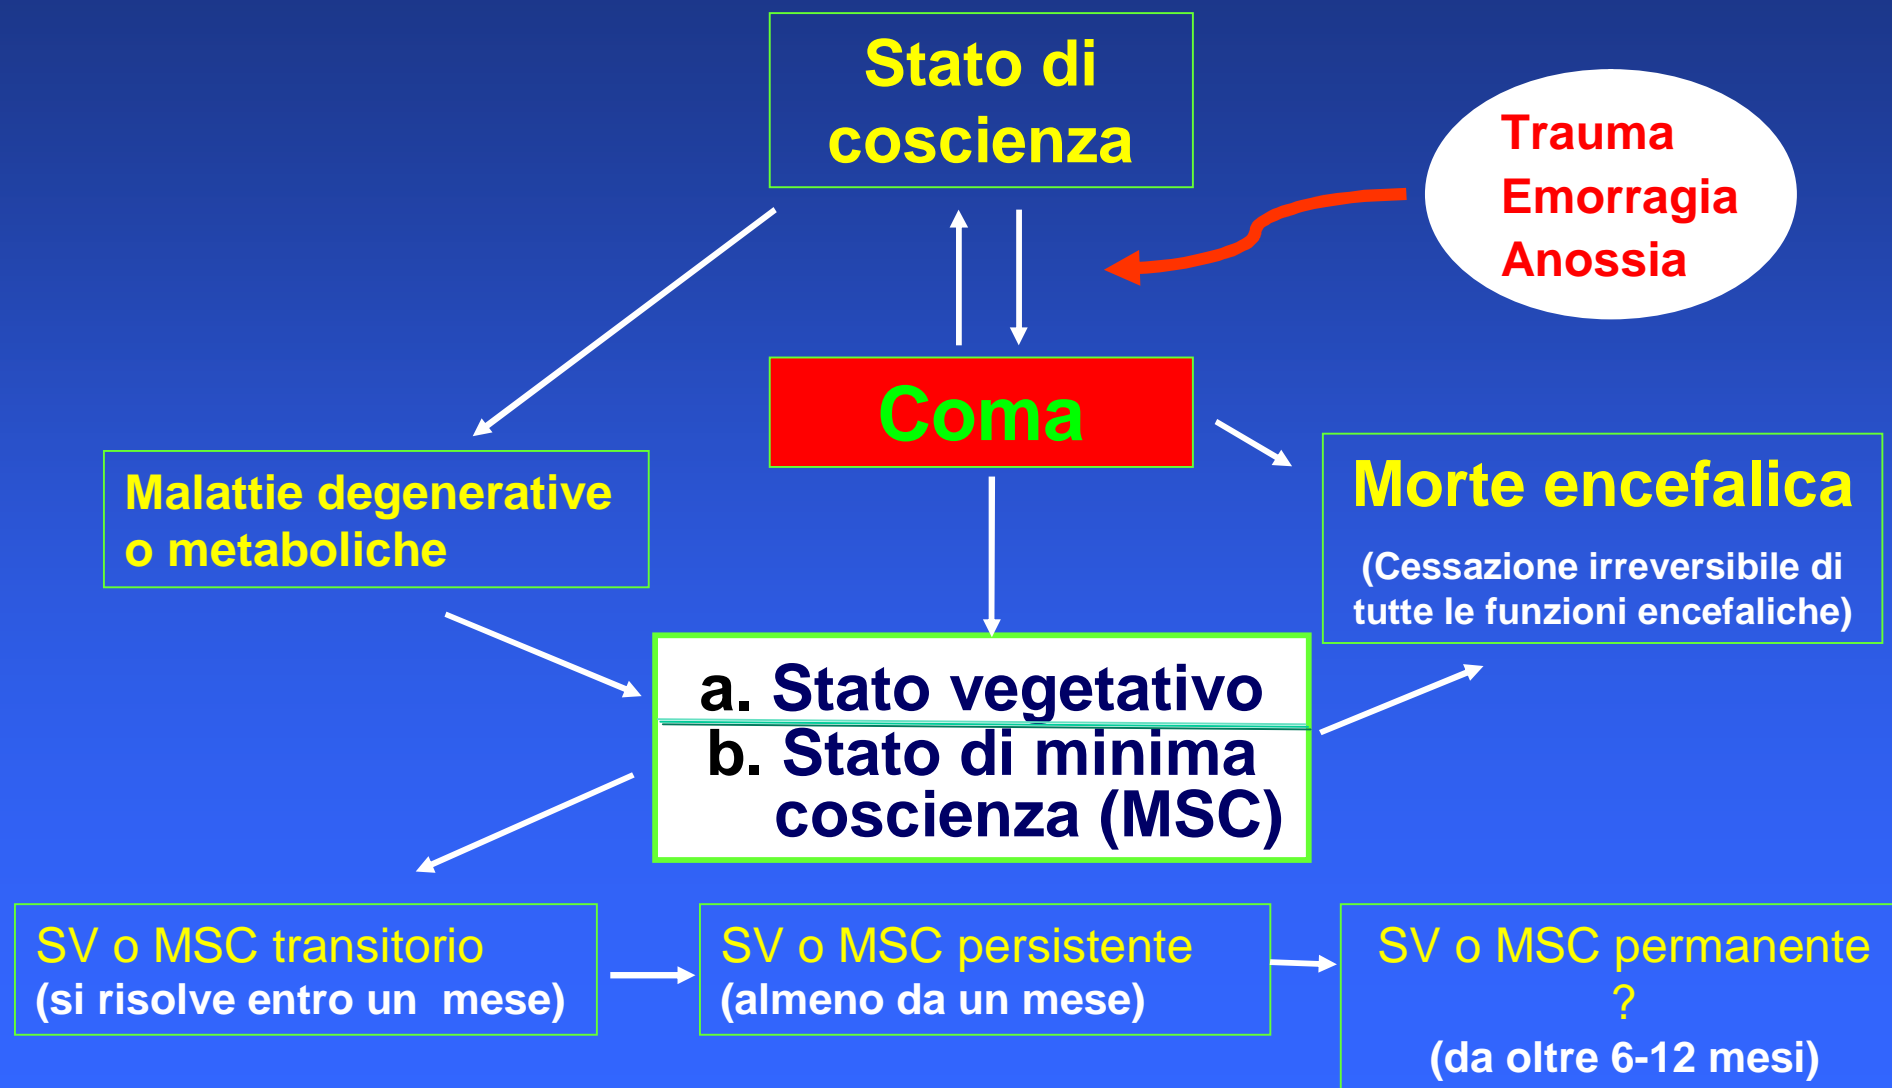 Stato di
coscienza
Trauma
Emorragia
Anossia
Coma
Malattie degenerative
o metaboliche
Morte encefalica
(Cessazione irreversibile di
tutte le funzioni encefaliche)
a. Stato vegetativo
b. Stato di minima
coscienza (MSC)
SV o MSC transitorio
(si risolve entro un mese)
SV o MSC persistente
(almeno da un mese)
SV o MSC permanente
?
(da oltre 6-12 mesi)